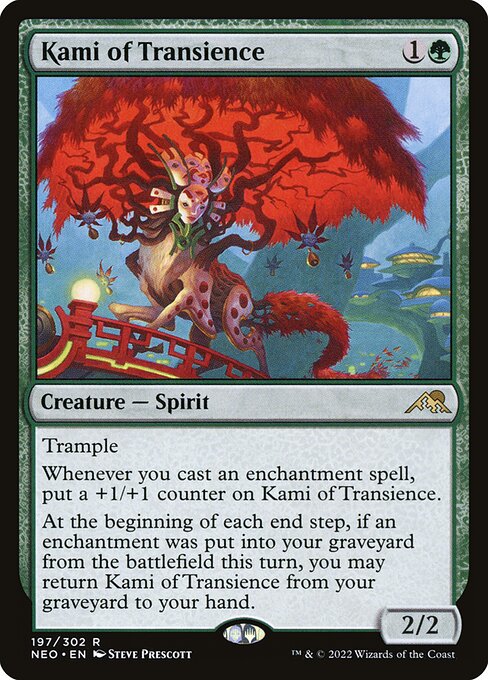 Kami of Transience 1
Creature — Spirit
Trample
Whenever you cast an enchantment spell,
put a +1/+1 counter on Kami of Transience.
At the beginning of each end step, if an
enchantment was put into your graveyard
from the battlefield this turn, you may
return Kami of Transience from your
graveyard to your hand.
2/2
197/302 R
NEO • EN Steve Prescott
™ & © 2022 Wizards of the Coast